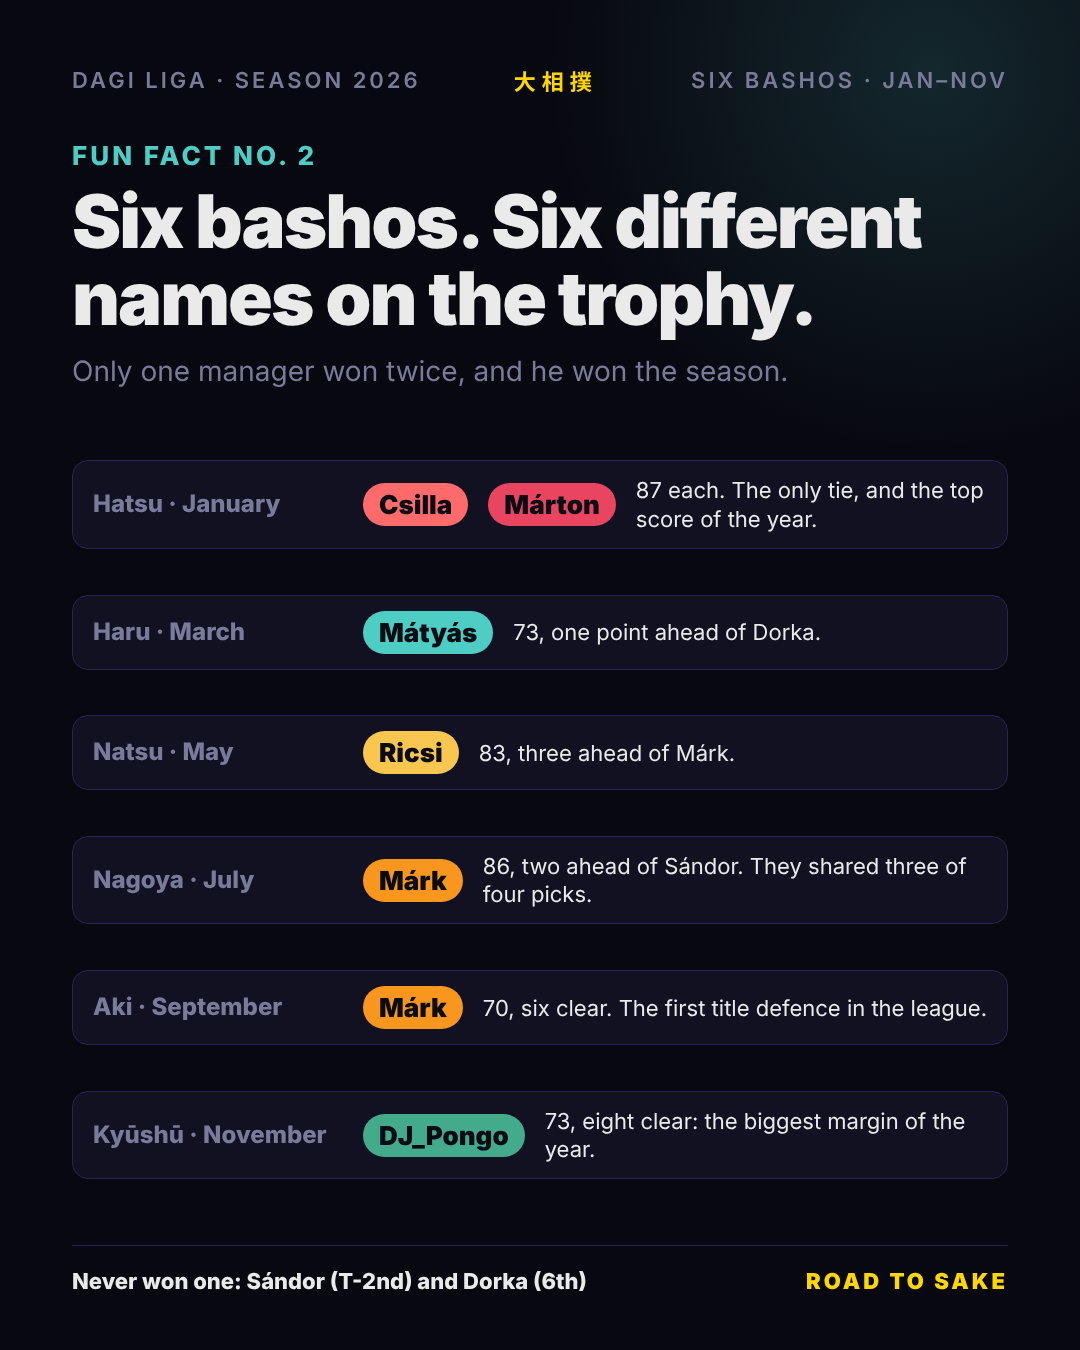 DAGI LIGA · SEASON 2026
大相撲
SIX BASHOS · JAN–NOV
FUN FACT NO. 2
Six bashos. Six different
names on the trophy.
Only one manager won twice, and he won the season.
Hatsu · January
Csilla
Márton
87 each. The only tie, and the top
score of the year.
Haru · March
Mátyás
73, one point ahead of Dorka.
Natsu · May
Ricsi
83, three ahead of Márk.
Nagoya · July
Márk
86, two ahead of Sándor. They shared three of
four picks.
Aki · September
Márk
70, six clear. The first title defence in the league.
Kyūshū · November
DJ_Pongo
73, eight clear: the biggest margin of the
year.
Never won one: Sándor (T-2nd) and Dorka (6th)
ROAD TO SAKE